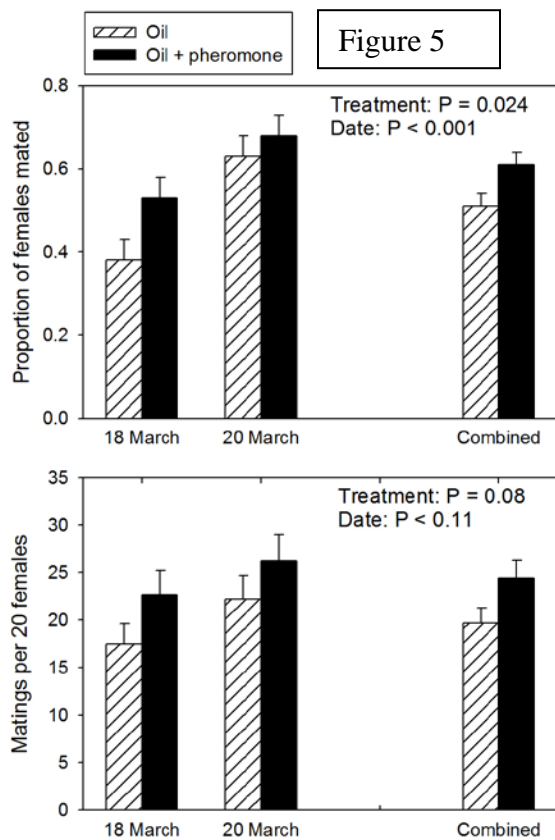 Oil
Oil + pheromone
Figure 5
0.8
0.6
0.4
0.2
0.0
Proportion of females mated
Treatment: P = 0.024
Date: P < 0.001
18 March
20 March
Combined
35
30
25
20
15
10
5
0
Matings per 20 females
Treatment: P = 0.08
Date: P < 0.11
18 March
20 March
Combined